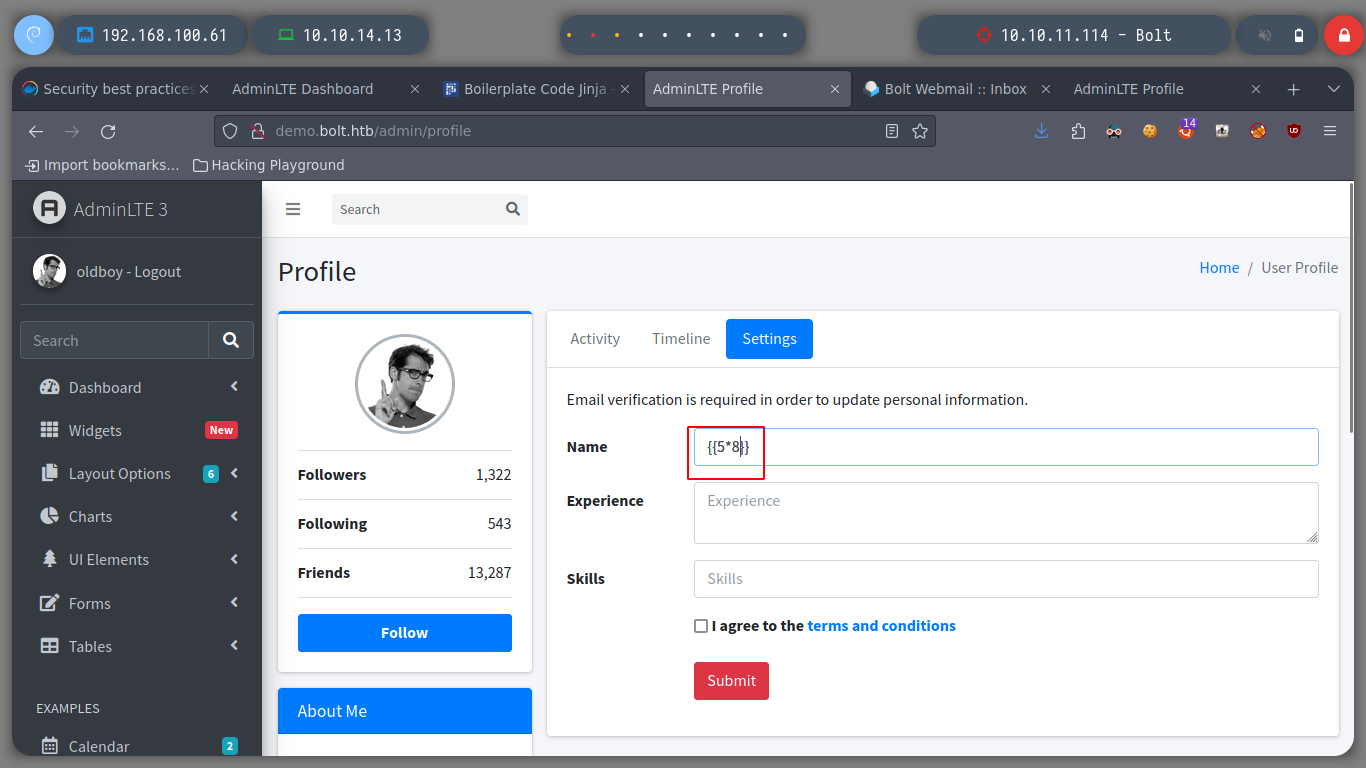 192.168.100.61 10.10.14.13 10.10.11.114 - Bolt
Security best practices AdminLTE Dashboard Boilerplate Code Jinja - AdminLTE Profile Bolt Webmail :: Inbox AdminLTE Profile
demo.bolt.htb/admin/profile 14
Import bookmarks... Hacking Playground
AdminLTE 3
Search
oldboy - Logout
Profile
Home / User Profile
Search
Dashboard
Widgets New
Layout Options 6
Charts
UI Elements
Forms
Tables
EXAMPLES
Calendar 2
Followers 1,322
Following 543
Friends 13,287
Follow
About Me
Activity Timeline Settings
Email verification is required in order to update personal information.
Name {{5*8}}
Experience Experience
Skills Skills
I agree to the terms and conditions
Submit